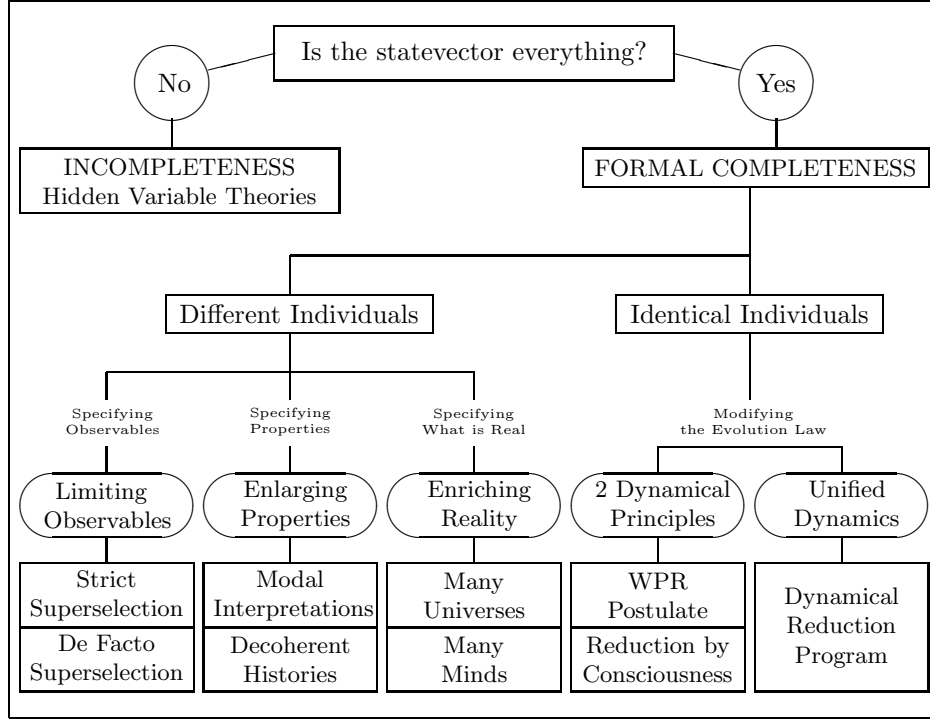 Is the statevector everything?
No
Yes
INCOMPLETENESS
Hidden Variable Theories
FORMAL COMPLETENESS
Different Individuals
Identical Individuals
Specifying
Observables
Specifying
Properties
Specifying
What is Real
Modifying
the Evolution Law
Limiting
Observables
Enlarging
Properties
Enriching
Reality
2 Dynamical
Principles
Unified
Dynamics
Strict
Superselection
De Facto
Superselection
Modal
Interpretations
Decoherent
Histories
Many
Universes
Many
Minds
WPR
Postulate
Reduction by
Consciousness
Dynamical
Reduction
Program